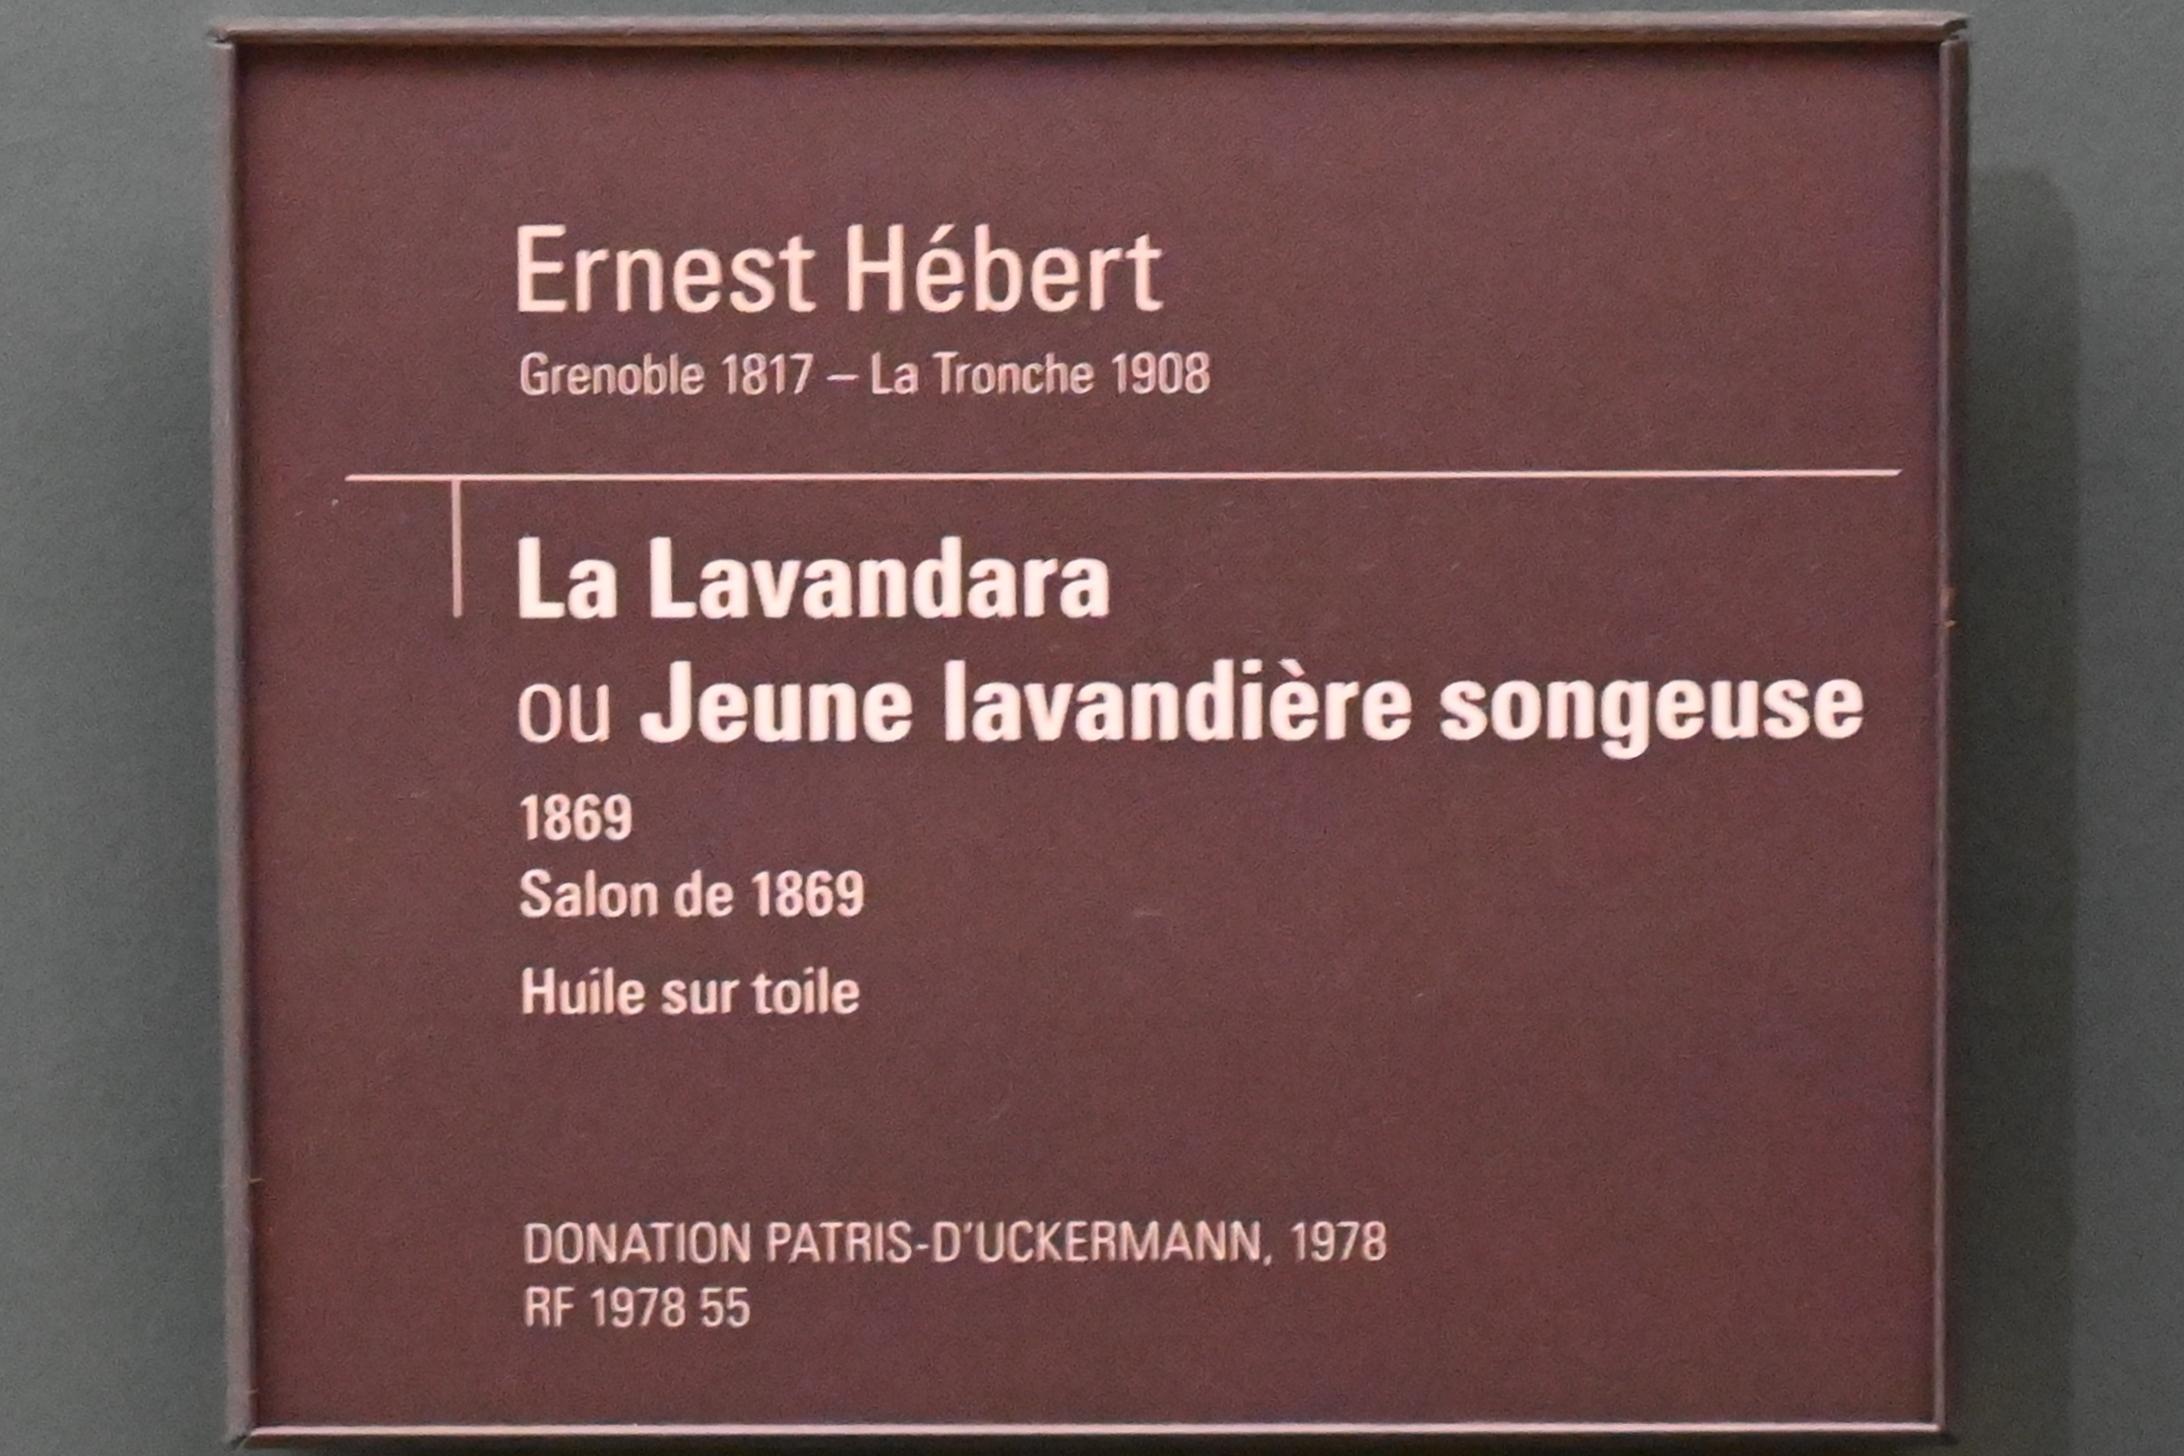 Ernest Hébert
Grenoble 1817 – La Tronche 1908
La Lavandara
ou Jeune lavandière songeuse
1869
Salon de 1869
Huile sur toile
DONATION PATRIS-D'UCKERMANN, 1978
RF 1978 55